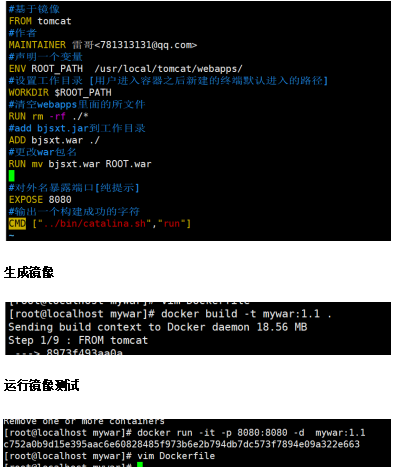 #基于镜像
FROM tomcat
#作者
MAINTAINER 雷哥<781313131@qq.com>
#声明一个变量
ENV ROOT_PATH /usr/local/tomcat/webapps/
#设置工作目录 [用户进入容器之后新建的终端默认进入的路径]
WORKDIR $ROOT_PATH
#清空webapps里面的所文件
RUN rm -rf ./*
#add bjsxt.jar到工作目录
ADD bjsxt.war ./
#更改war包名
RUN mv bjsxt.war ROOT.war
#对外名暴露端口[纯提示]
EXPOSE 8080
#输出一个构建成功的字符
CMD ["../bin/catalina.sh","run"]
~
生成镜像
[root@localhost mywar]# vim Dockerfile
[root@localhost mywar]# docker build -t mywar:1.1 .
Sending build context to Docker daemon 18.56 MB
Step 1/9 : FROM tomcat
---> 8973f493aa0a
运行镜像测试
Remove one or more containers
[root@localhost mywar]# docker run -it -p 8080:8080 -d mywar:1.1
c752a0b9d15e395aac6e60828485f973b6e2b794db7dc573f7894e09a322e663
[root@localhost mywar]# vim Dockerfile
[root@localhost mywar]#